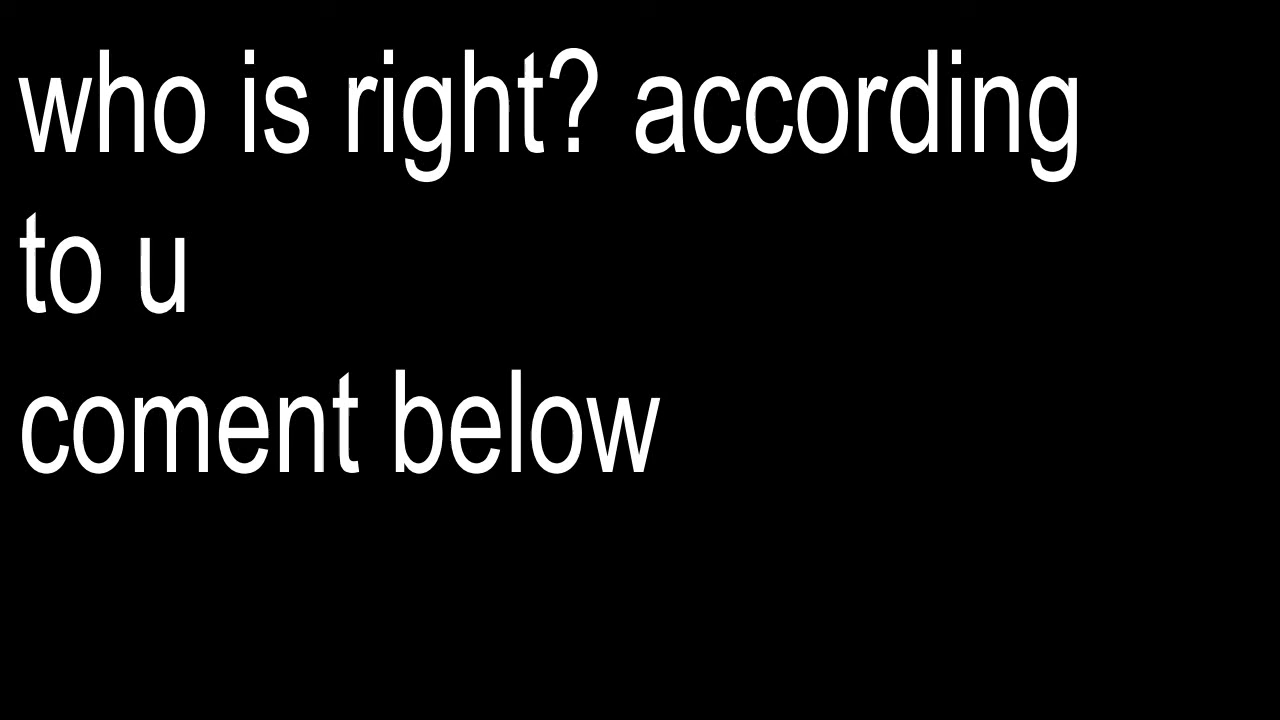 who is right? according
to u
coment below